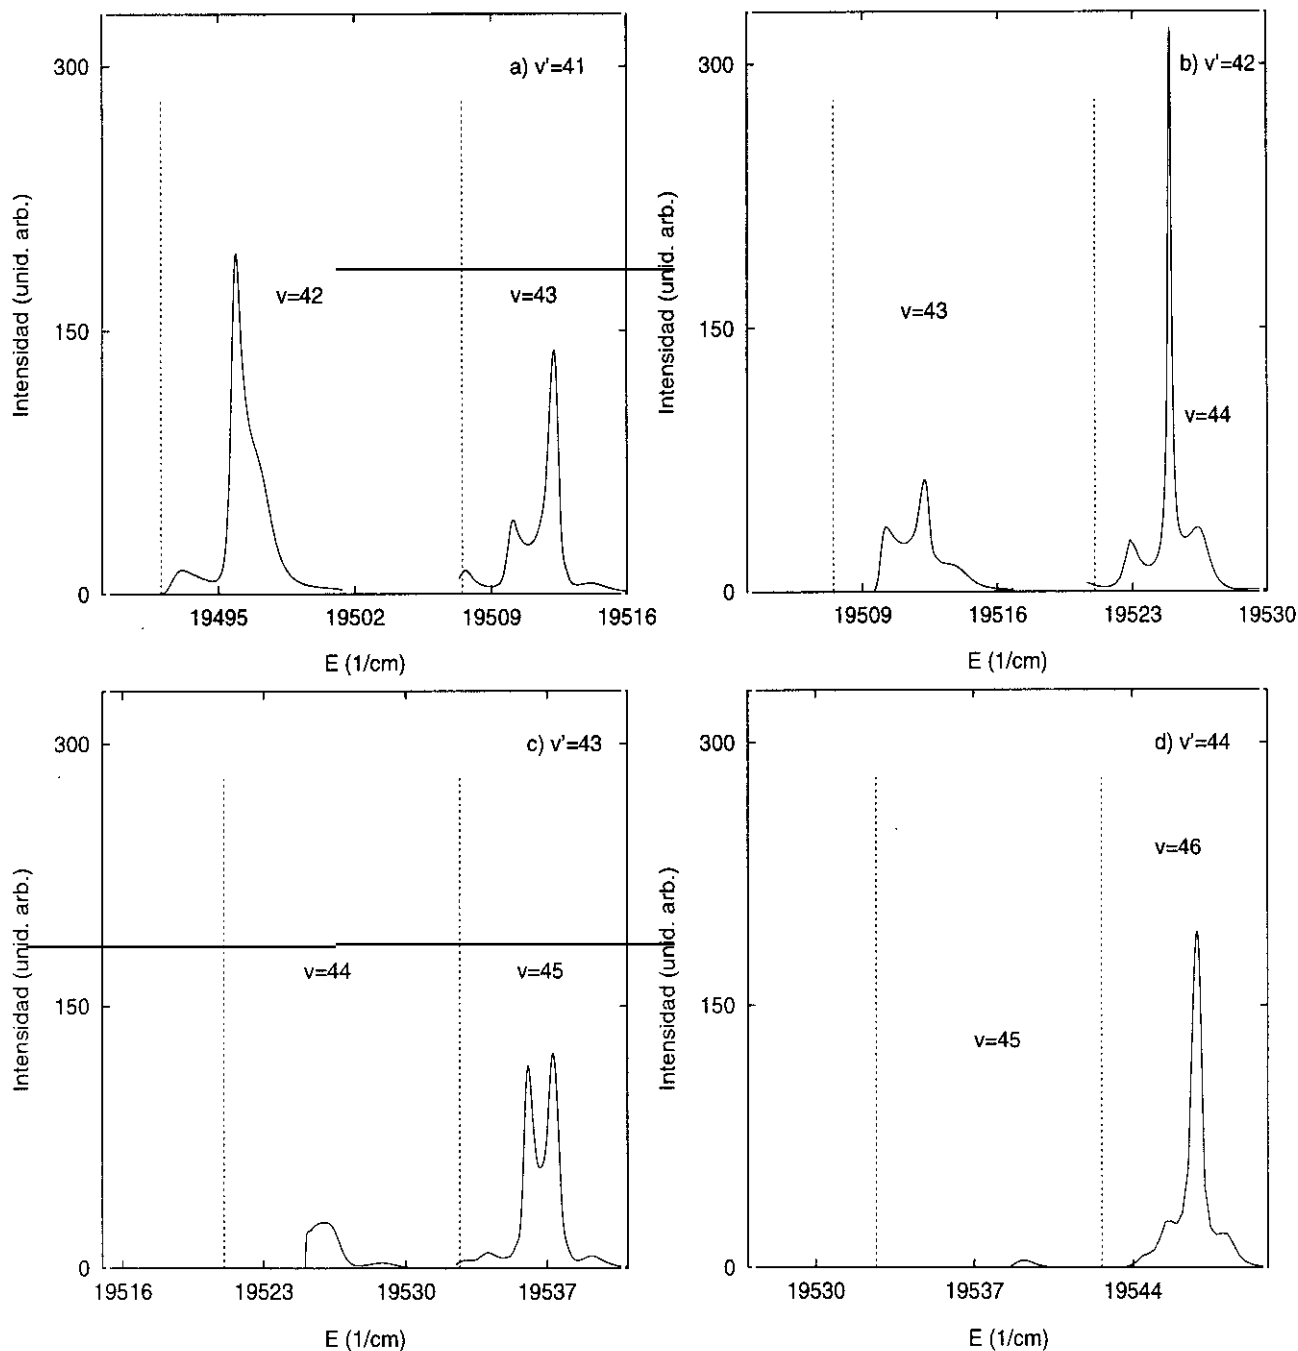 300
a) v'=41
Intensidad (unid. arb.)
v=42
v=43
150
0
19495
19502
19509
19516
E (1/cm)
300
b) v'=42
Intensidad (unid. arb.)
v=43
150
v=44
0
19509
19516
19523
19530
E (1/cm)
300
c) v'=43
Intensidad (unid. arb.)
v=44
v=45
150
0
19516
19523
19530
19537
E (1/cm)
300
d) v'=44
Intensidad (unid. arb.)
v=46
150
v=45
0
19530
19537
19544
E (1/cm)